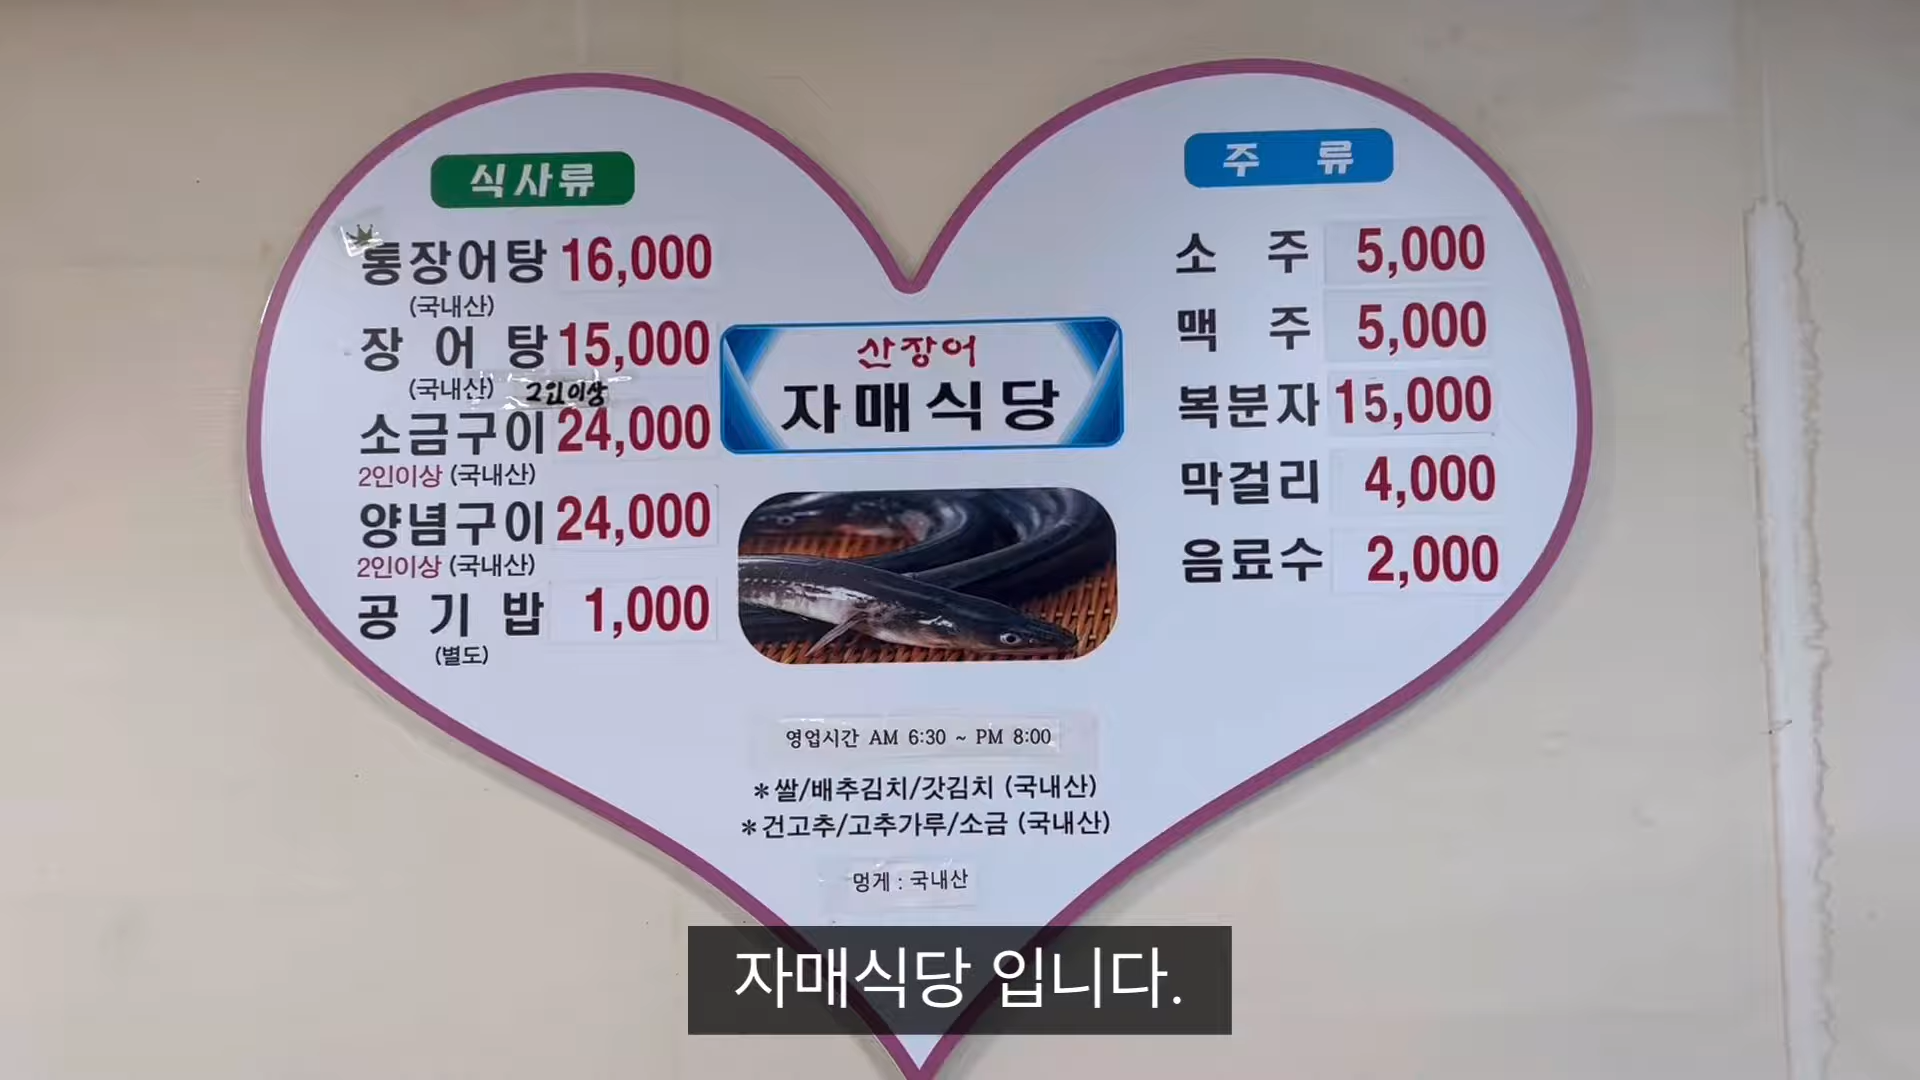 식사류
통장어탕 16,000
(국내산)
장어탕 15,000
(국내산) 2인이상
소금구이 24,000
2인이상 (국내산)
양념구이 24,000
2인이상 (국내산)
공기밥 1,000
(별도)
산장어
자매식당
주류
소주 5,000
맥주 5,000
복분자 15,000
막걸리 4,000
음료수 2,000
영업시간 AM 6:30 ~ PM 8:00
*쌀/배추김치/갓김치 (국내산)
*건고추/고추가루/소금 (국내산)
멍게 : 국내산
자매식당 입니다.